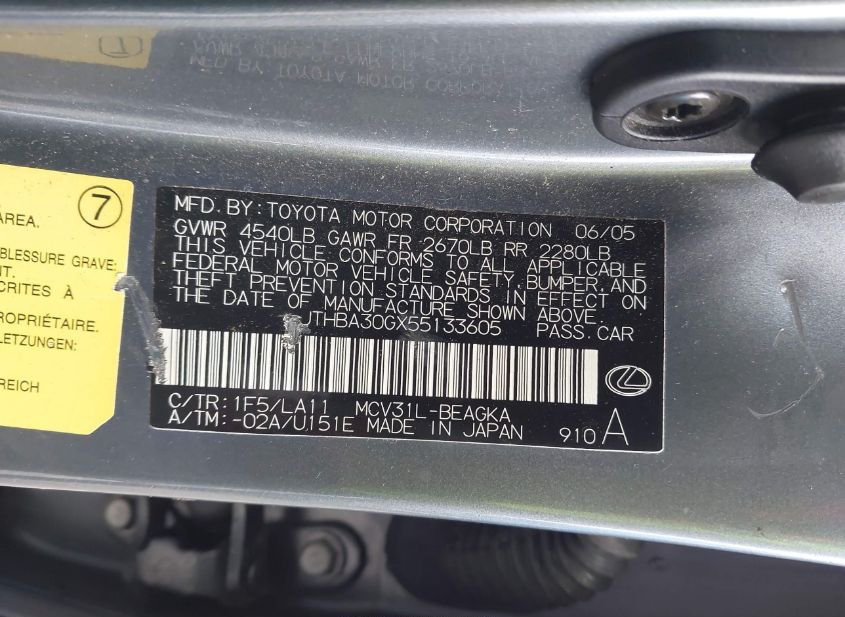 7
AREA.
BLESSURE GRAVE
NT.
CRITES À
PROPRIÉTAIRE.
LETZUNGEN:
REICH
MFD. BY: TOYOTA MOTOR CORPORATION 06/05
GVWR 4540LB GAWR FR 2670LB RR 2280LB
THIS VEHICLE CONFORMS TO ALL APPLICABLE
FEDERAL MOTOR VEHICLE SAFETY, BUMPER, AND
THEFT PREVENTION STANDARDS IN EFFECT ON
THE DATE OF MANUFACTURE SHOWN ABOVE.
JTHBA30GX55133605 PASS. CAR
C/TR: 1F5/LA11 MCV31L-BEAGKA
A/TM: -02A/U151E MADE IN JAPAN 910 A